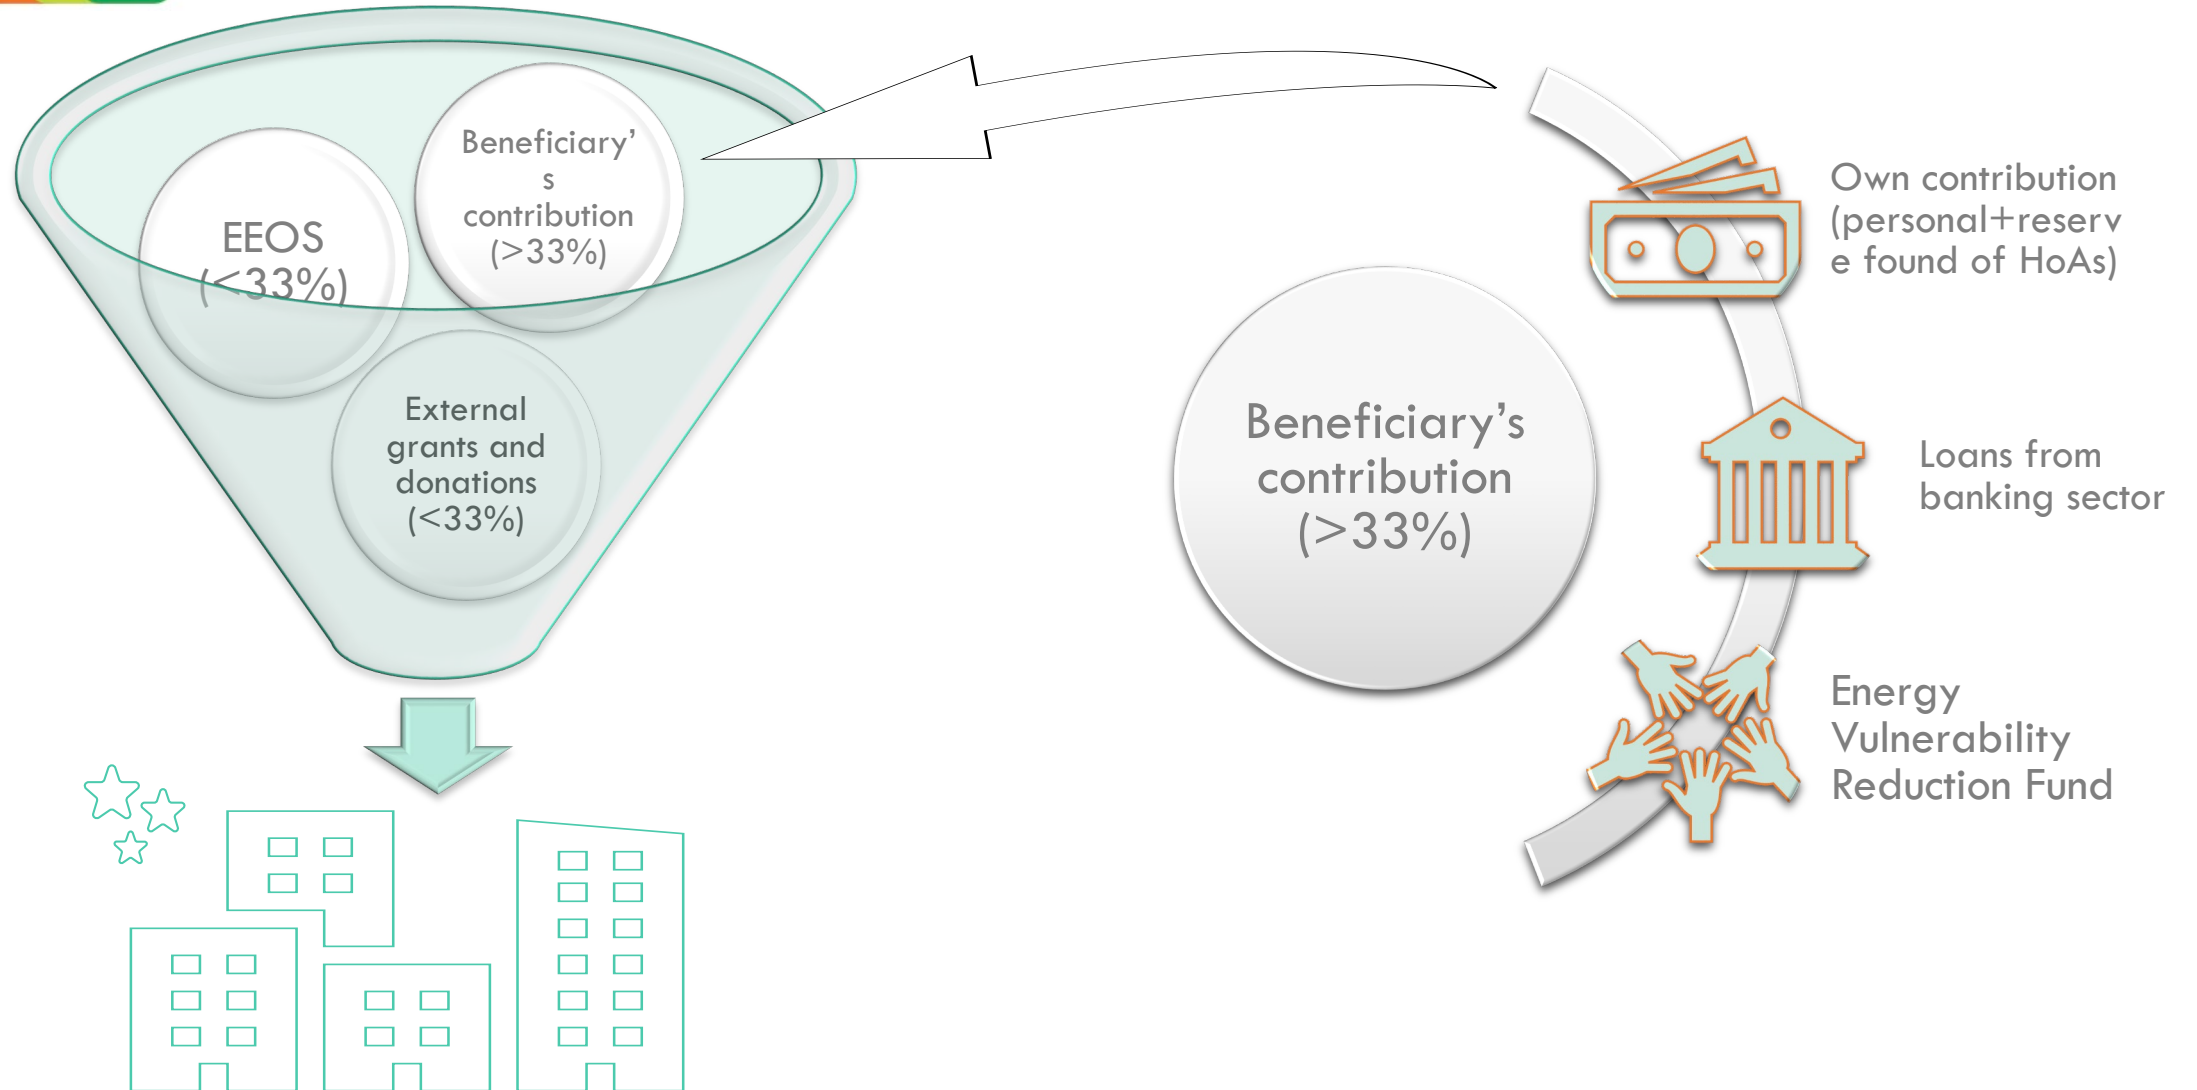 EEOS
(<33%)
Beneficiary’
s
contribution
(>33%)
External
grants and
donations
(<33%)
Beneficiary’s
contribution
(>33%)
Own contribution
(personal+reserv
e found of HoAs)
Loans from
banking sector
Energy
Vulnerability
Reduction Fund